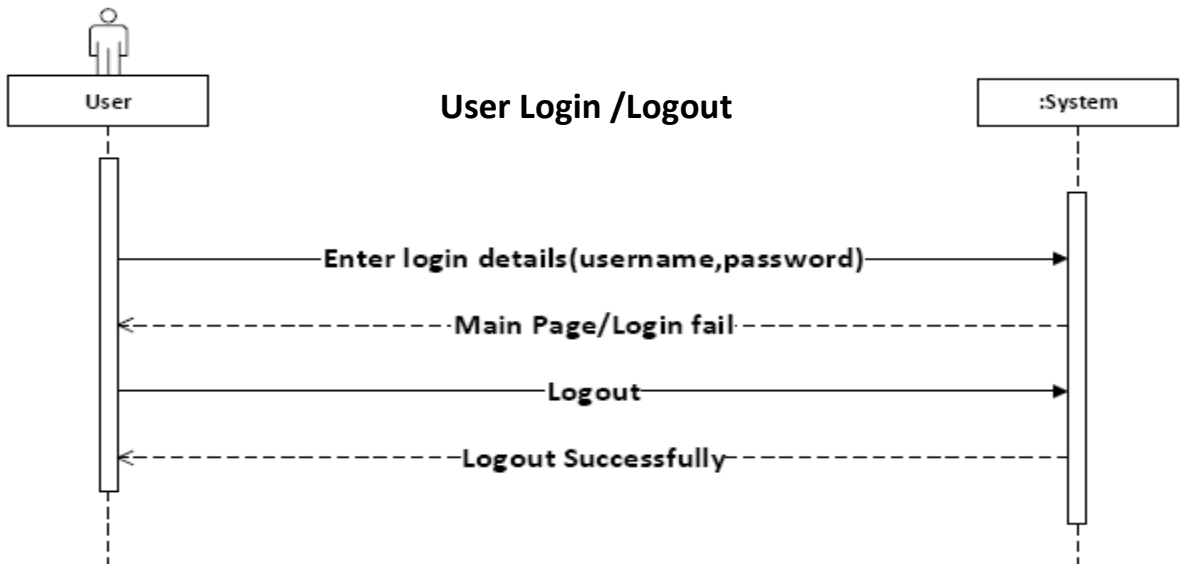 User
User Login /Logout
:System
Enter login details(username,password)
Main Page/Login fail
Logout
Logout Successfully